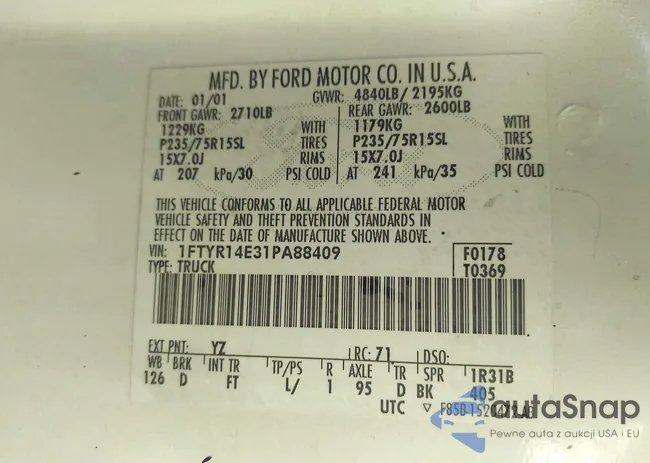 MFD. BY FORD MOTOR CO. IN U.S.A.
DATE: 01/01 GVWR: 4840LB/ 2195KG
FRONT GAWR: 2710LB REAR GAWR: 2600LB
1229KG WITH 1179KG WITH
P235/75R15SL TIRES P235/75R15SL TIRES
15X7.0J RIMS 15X7.0J RIMS
AT 207 kPa/30 PSI COLD AT 241 kPa/35 PSI COLD
THIS VEHICLE CONFORMS TO ALL APPLICABLE FEDERAL MOTOR
VEHICLE SAFETY AND THEFT PREVENTION STANDARDS IN
EFFECT ON THE DATE OF MANUFACTURE SHOWN ABOVE.
VIN: 1FTYR14E31PA88409 F0178
TYPE: TRUCK T0369
EXT PNT: YZ RC: 71 DSO:
WB BRK INT TR TP/PS R AXLE TR SPR 1R31B
126 D FT L/ 1 95 D BK 405
UTC ▽ F85B 1520472
autoSnap
Pewne auta z aukcji USA i EU